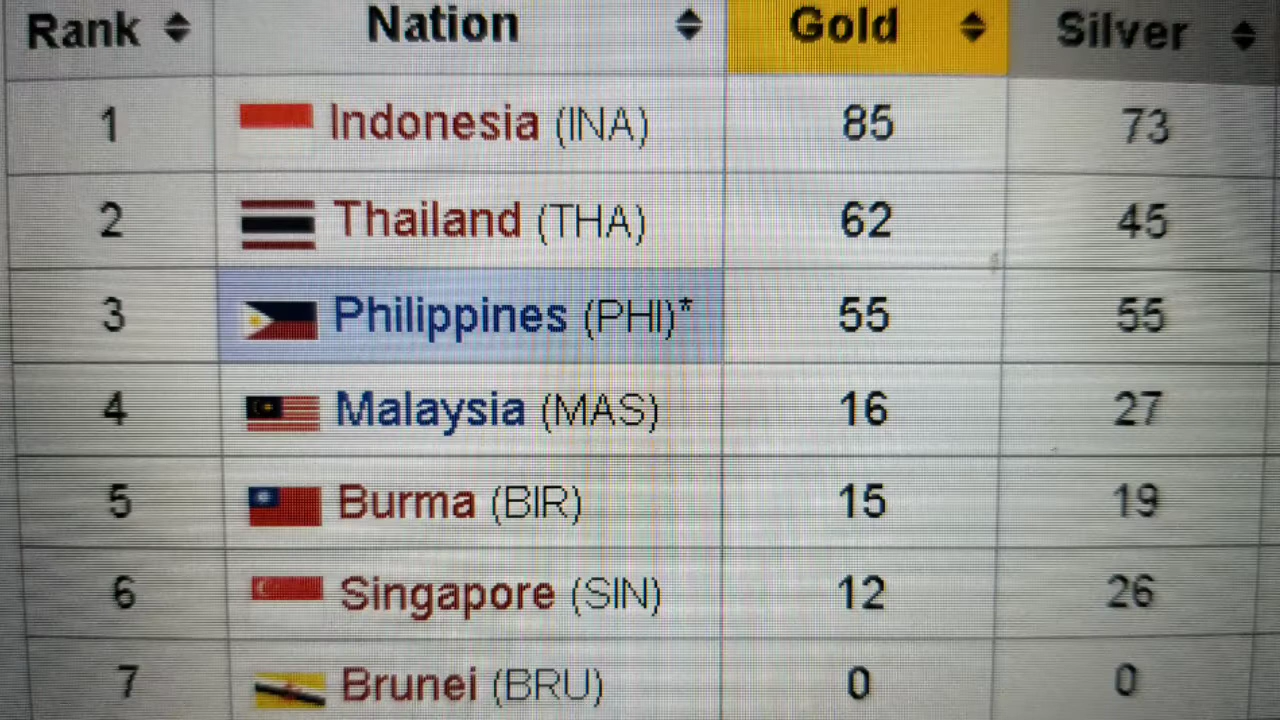 Rank Nation Gold Silver
1 Indonesia (INA) 85 73
2 Thailand (THA) 62 45
3 Philippines (PHI)* 55 55
4 Malaysia (MAS) 16 27
5 Burma (BIR) 15 19
6 Singapore (SIN) 12 26
7 Brunei (BRU) 0 0